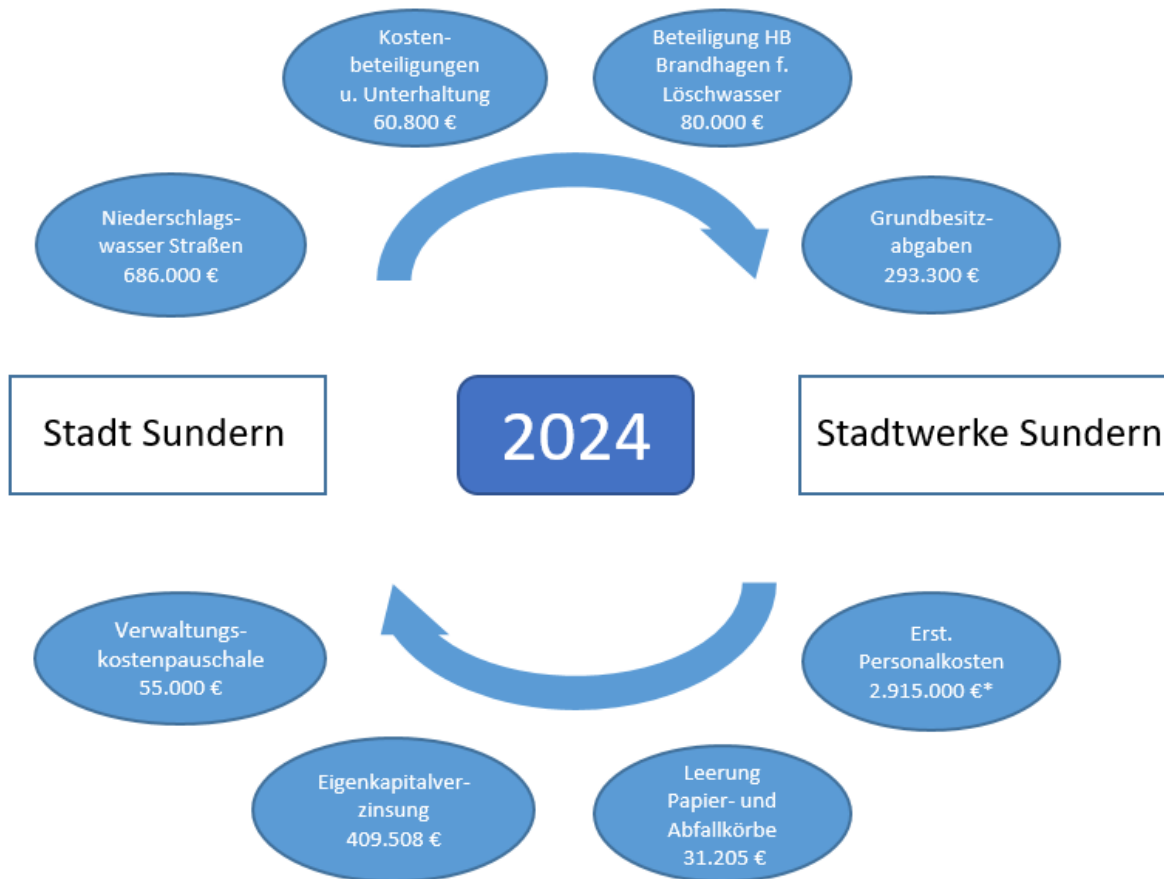 Kosten-
beteiligungen
u. Unterhaltung
60.800 €
Beteiligung HB
Brandhagen f.
Löschwasser
80.000 €
Niederschlags-
wasser Straßen
686.000 €
Grundbesitz-
abgaben
293.300 €
Stadt Sundern
2024
Stadtwerke Sundern
Verwaltungs-
kostenpauschale
55.000 €
Erst.
Personalkosten
2.915.000 €*
Eigenkapitalver-
zinsung
409.508 €
Leerung
Papier- und
Abfallkörbe
31.205 €